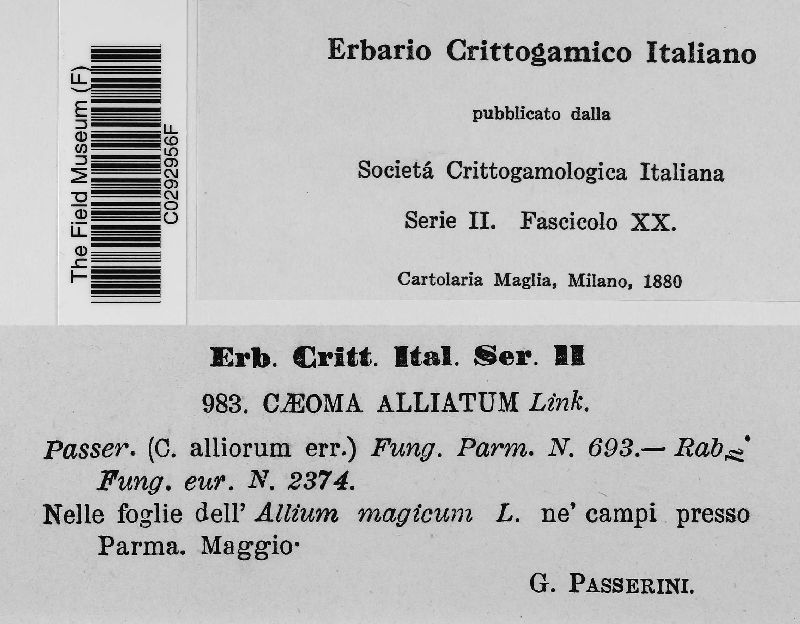 The Field Museum (F)
C0292956F
Erbario Crittogamico Italiano
pubblicato dalla
Societá Crittogamologica Italiana
Serie II. Fascicolo XX.
Cartolaria Maglia, Milano, 1880
Erb. Critt. Ital. Ser. II
983. CÆOMA ALLIATUM Link.
Passer. (C. alliorum err.) Fung. Parm. N. 693.— Rab.
Fung. eur. N. 2374.
Nelle foglie dell' Allium magicum L. ne' campi presso
Parma. Maggio·
G. PASSERINI.